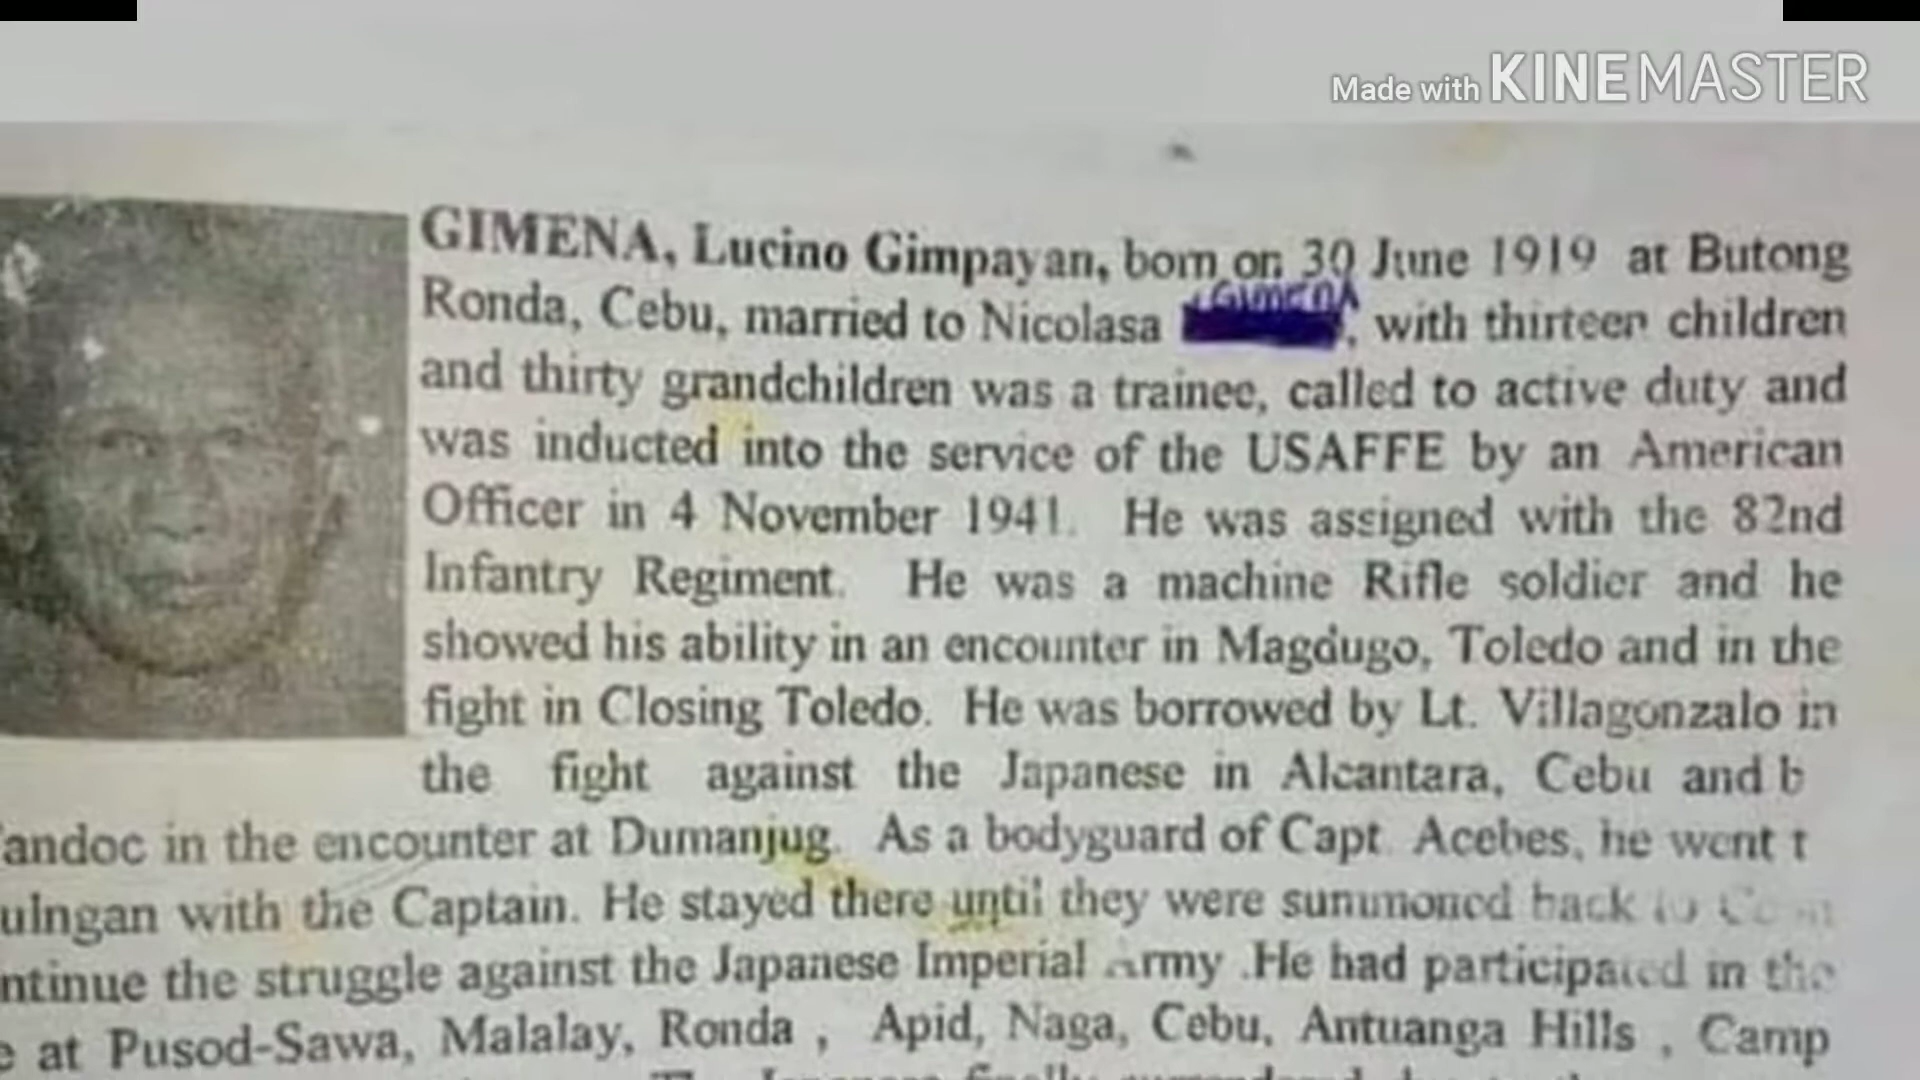 Made with KINEMASTER
GIMENA, Lucino Gimpayan, born on 30 June 1919 at Butong
GIMENA
Ronda, Cebu, married to Nicolasa , with thirteen children
and thirty grandchildren was a trainee, called to active duty and
was inducted into the service of the USAFFE by an American
Officer in 4 November 1941. He was assigned with the 82nd
Infantry Regiment. He was a machine Rifle soldier and he
showed his ability in an encounter in Magdugo, Toledo and in the
fight in Closing Toledo. He was borrowed by Lt. Villagonzalo in
the fight against the Japanese in Alcantara, Cebu and b
andoc in the encounter at Dumanjug. As a bodyguard of Capt. Acebes, he went t
ulngan with the Captain. He stayed there until they were summoned back to
ntinue the struggle against the Japanese Imperial Army .He had participated in the
e at Pusod-Sawa, Malalay, Ronda , Apid, Naga, Cebu, Antuanga Hills , Camp